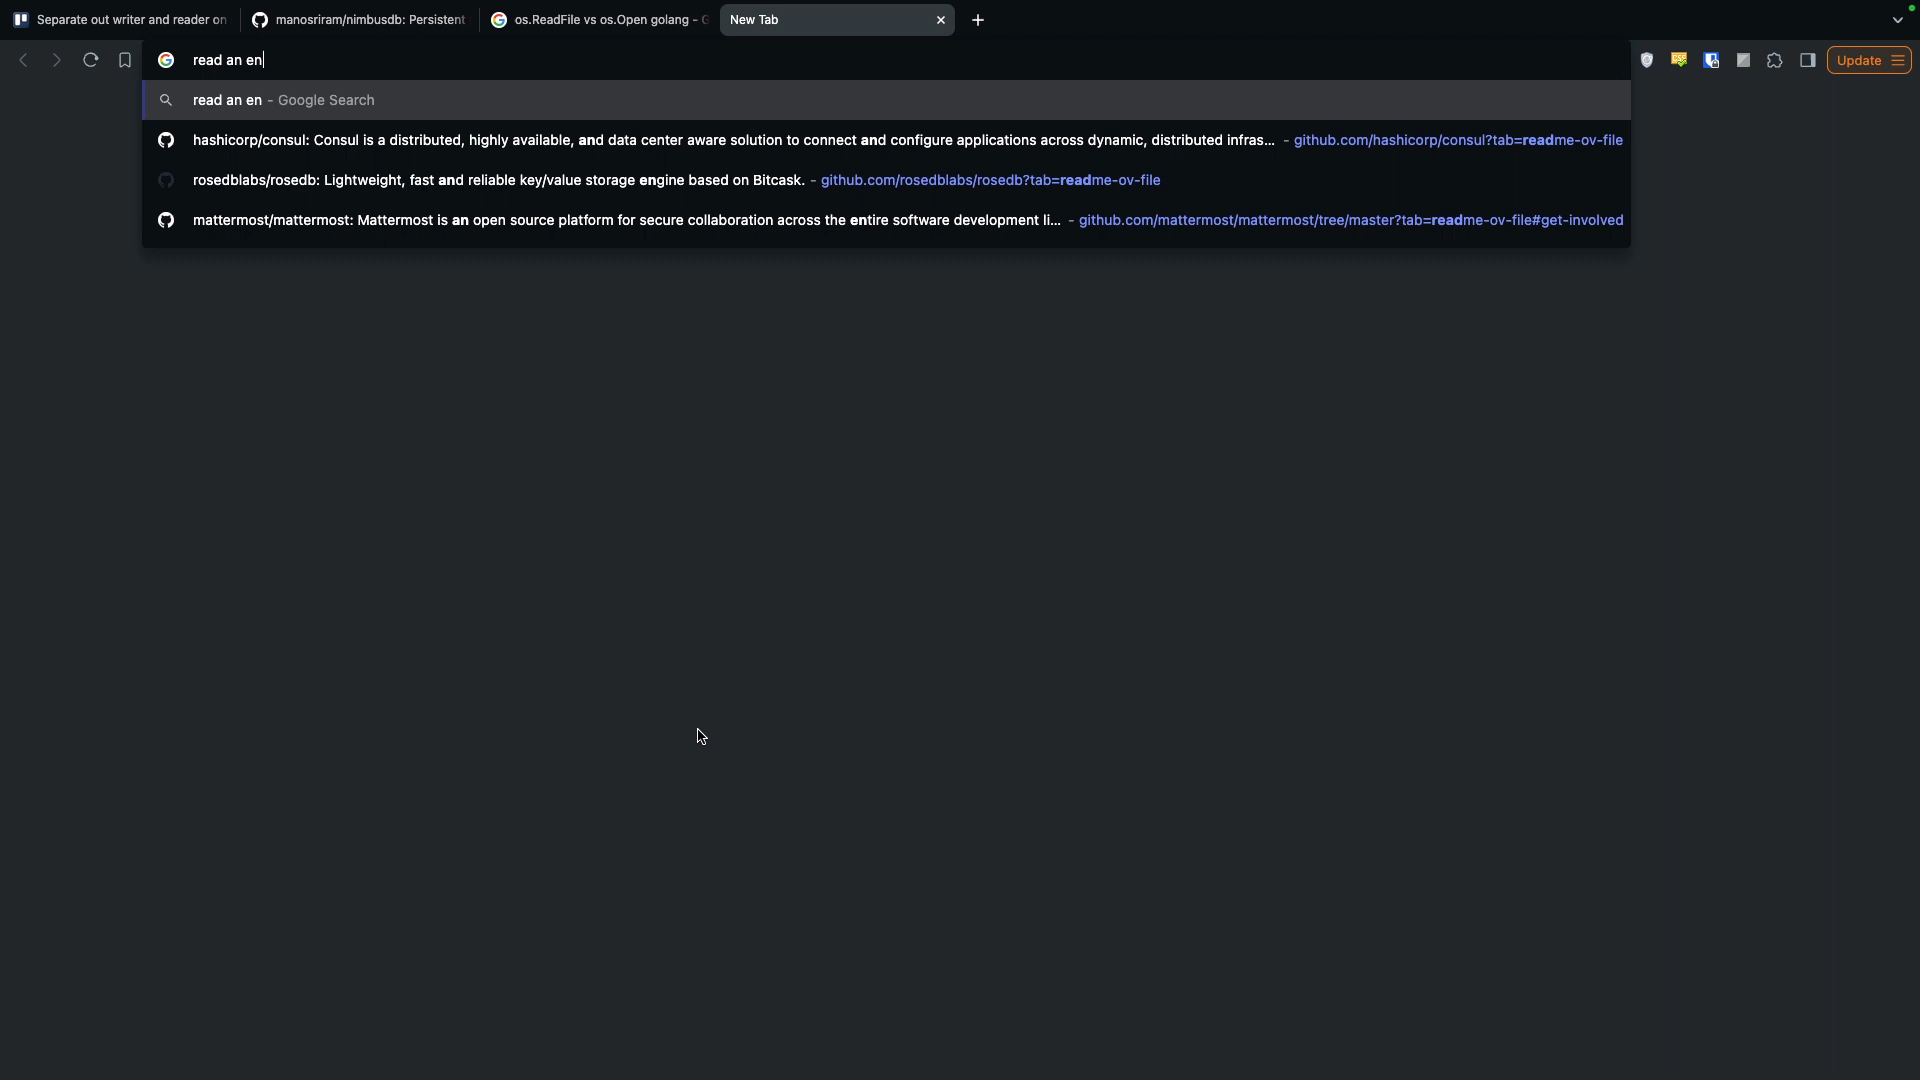 Separate out writer and reader on
manosriram/nimbusdb: Persistent
os.ReadFile vs os.Open golang - G
New Tab
read an en
Update
read an en - Google Search
hashicorp/consul: Consul is a distributed, highly available, and data center aware solution to connect and configure applications across dynamic, distributed infras... - github.com/hashicorp/consul?tab=readme-ov-file
rosedblabs/rosedb: Lightweight, fast and reliable key/value storage engine based on Bitcask. - github.com/rosedblabs/rosedb?tab=readme-ov-file
mattermost/mattermost: Mattermost is an open source platform for secure collaboration across the entire software development li... - github.com/mattermost/mattermost/tree/master?tab=readme-ov-file#get-involved